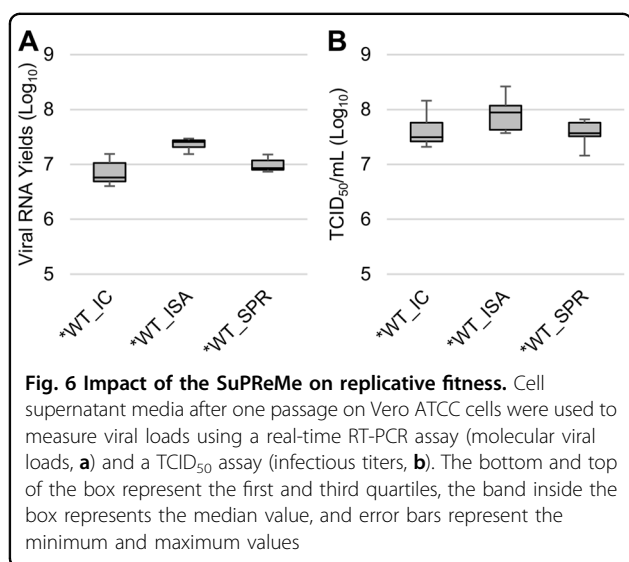 A
Viral RNA Yields (Log10)
9
8
7
6
5
*WT_IC
*WT_ISA
*WT_SPR
B
TCID50/mL (Log10)
9
8
7
6
5
*WT_IC
*WT_ISA
*WT_SPR
Fig. 6 Impact of the SuPReMe on replicative fitness. Cell
supernatant media after one passage on Vero ATCC cells were used to
measure viral loads using a real-time RT-PCR assay (molecular viral
loads, a) and a TCID50 assay (infectious titers, b). The bottom and top
of the box represent the first and third quartiles, the band inside the
box represents the median value, and error bars represent the
minimum and maximum values